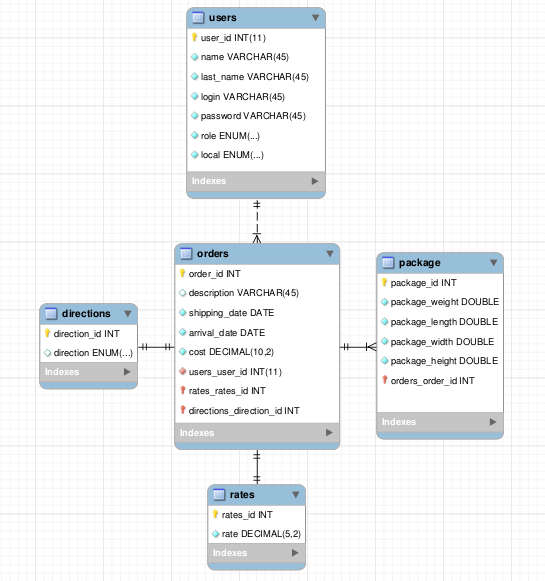 users
user_id INT(11)
name VARCHAR(45)
last_name VARCHAR(45)
login VARCHAR(45)
password VARCHAR(45)
role ENUM(...)
local ENUM(...)
Indexes
orders
order_id INT
description VARCHAR(45)
shipping_date DATE
arrival_date DATE
cost DECIMAL(10,2)
users_user_id INT(11)
rates_rates_id INT
directions_direction_id INT
Indexes
package
package_id INT
package_weight DOUBLE
package_length DOUBLE
package_width DOUBLE
package_height DOUBLE
orders_order_id INT
Indexes
directions
direction_id INT
direction ENUM(...)
Indexes
rates
rates_id INT
rate DECIMAL(5,2)
Indexes